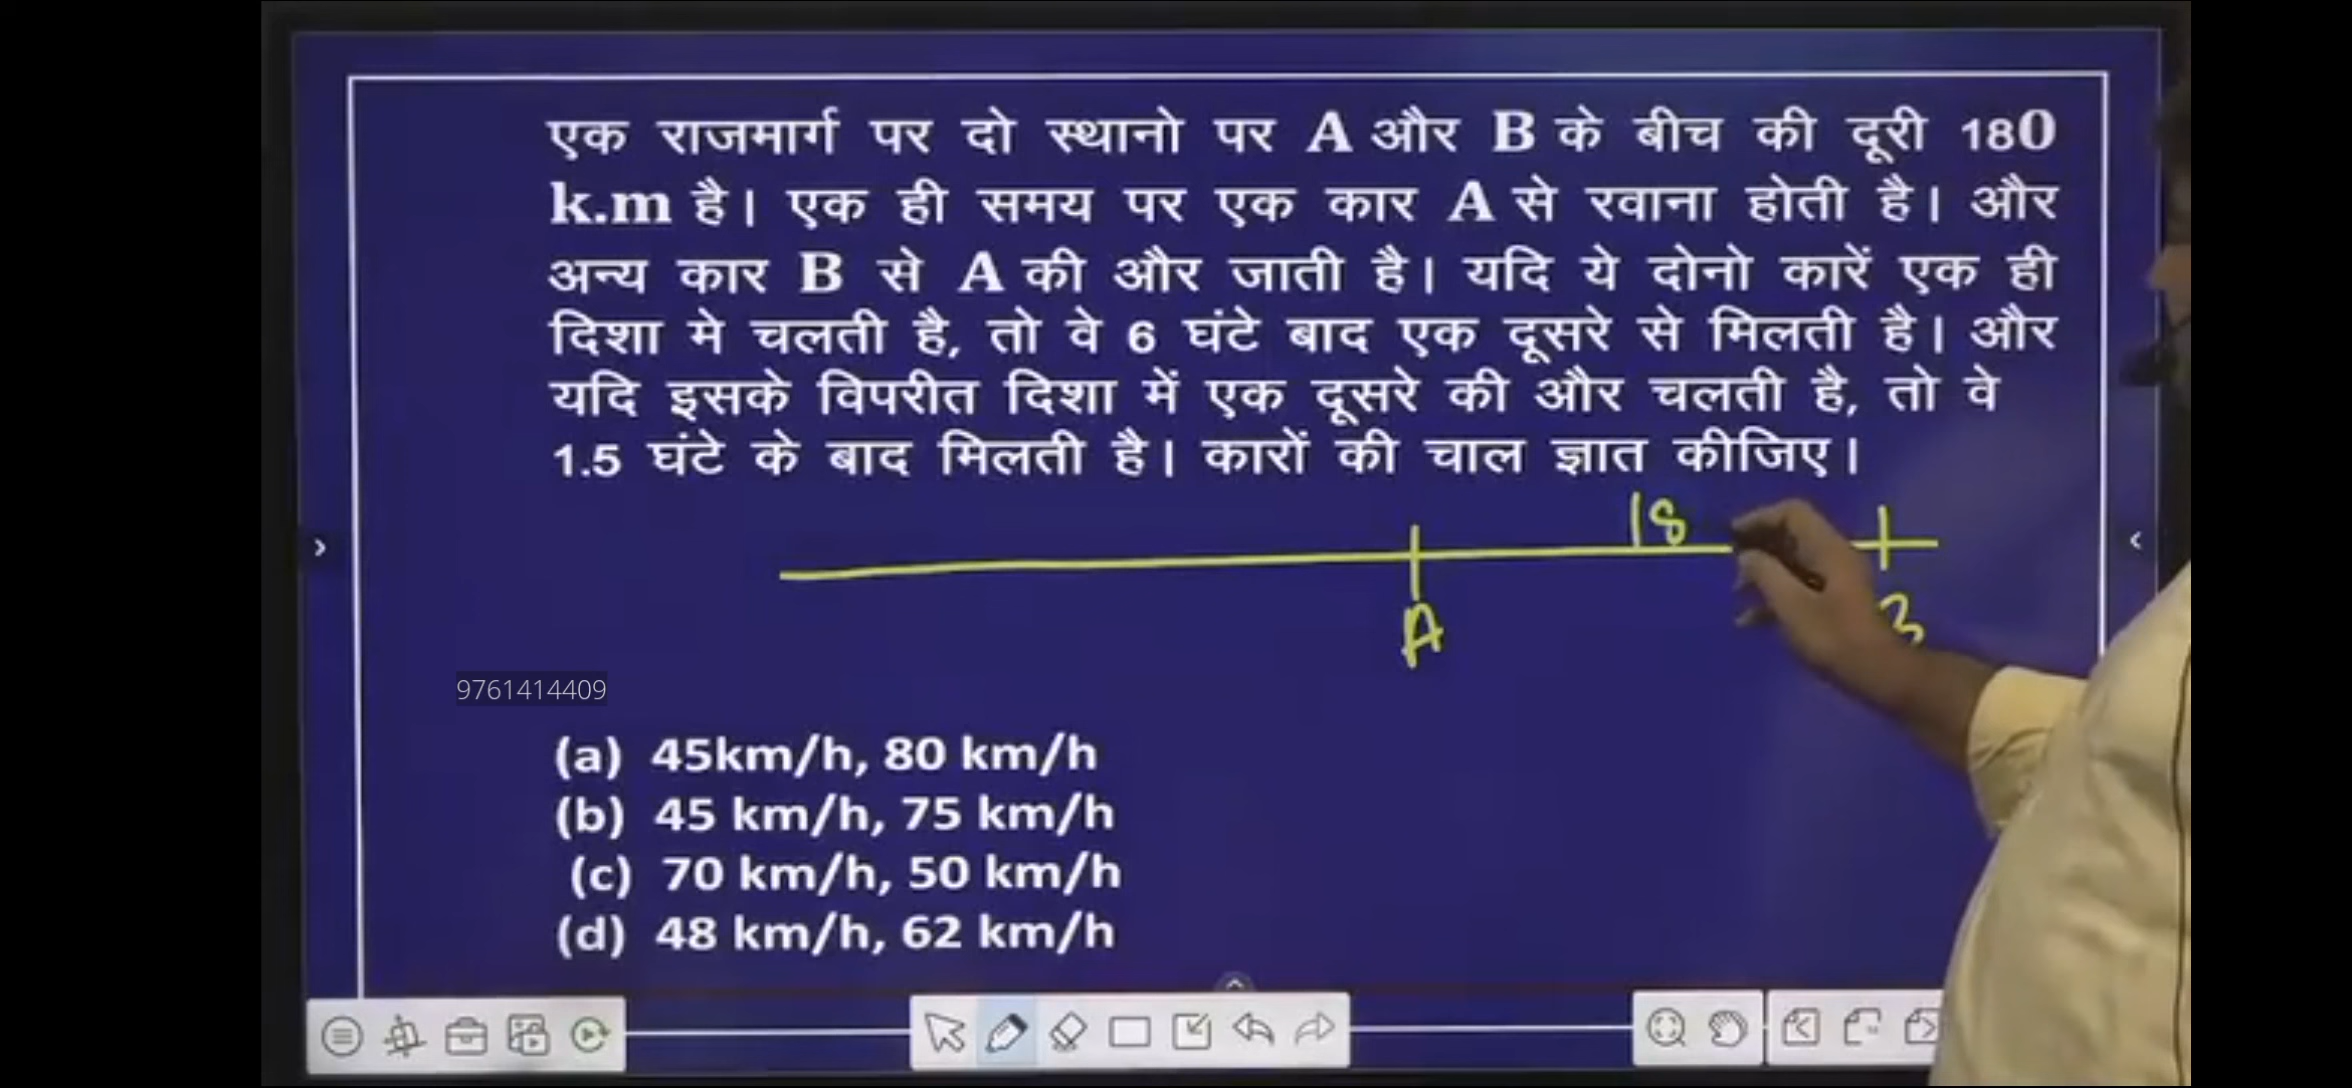 एक राजमार्ग पर दो स्थानो पर A और B के बीच की दूरी 180
k.m है। एक ही समय पर एक कार A से रवाना होती है। और
अन्य कार B से A की और जाती है। यदि ये दोनो कारें एक ही
दिशा मे चलती है, तो वे 6 घंटे बाद एक दूसरे से मिलती है। और
यदि इसके विपरीत दिशा में एक दूसरे की और चलती है, तो वे
1.5 घंटे के बाद मिलती है। कारों की चाल ज्ञात कीजिए।
18
A
9761414409
(a) 45km/h, 80 km/h
(b) 45 km/h, 75 km/h
(c) 70 km/h, 50 km/h
(d) 48 km/h, 62 km/h